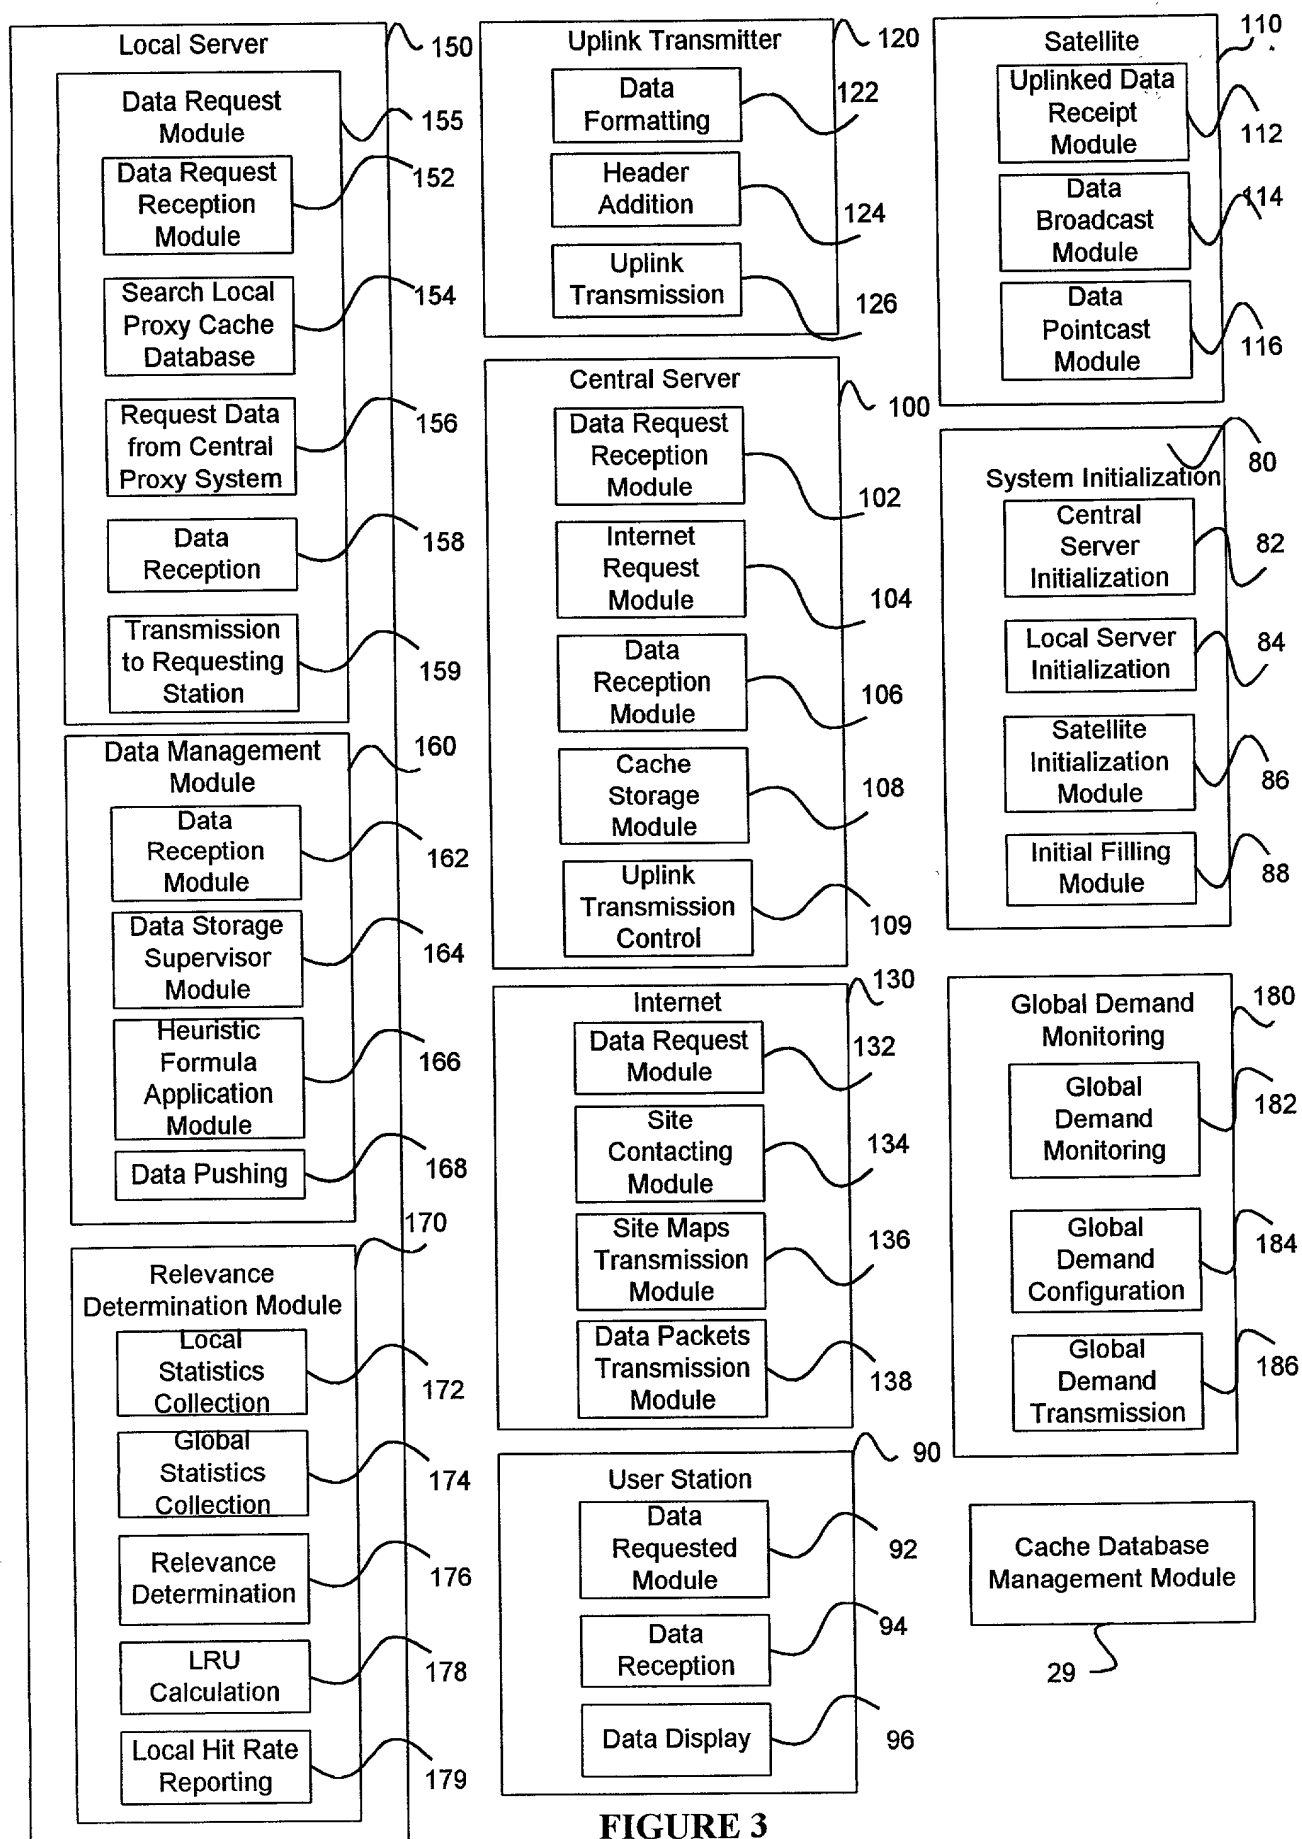 Local Server
150
Data Request
Module
155
Data Request
Reception
Module
152
Search Local
Proxy Cache
Database
154
Request Data
from Central
Proxy System
156
Data
Reception
158
Transmission
to Requesting
Station
159
Data Management
Module
160
Data
Reception
Module
162
Data Storage
Supervisor
Module
164
Heuristic
Formula
Application
Module
166
Data Pushing
168
170
Relevance
Determination Module
Local
Statistics
Collection
172
Global
Statistics
Collection
174
Relevance
Determination
176
LRU
Calculation
178
Local Hit Rate
Reporting
179
Uplink Transmitter
120
Data
Formatting
122
Header
Addition
124
Uplink
Transmission
126
Central Server
100
Data Request
Reception
Module
102
Internet
Request
Module
104
Data
Reception
Module
106
Cache
Storage
Module
108
Uplink
Transmission
Control
109
Internet
130
Data Request
Module
132
Site
Contacting
Module
134
Site Maps
Transmission
Module
136
Data Packets
Transmission
Module
138
User Station
90
Data
Requested
Module
92
Data
Reception
94
Data Display
96
Satellite
110
Uplinked Data
Receipt
Module
112
Data
Broadcast
Module
114
Data
Pointcast
Module
116
80
System Initialization
Central
Server
Initialization
82
Local Server
Initialization
84
Satellite
Initialization
Module
86
Initial Filling
Module
88
Global Demand
Monitoring
180
Global
Demand
Monitoring
182
Global
Demand
Configuration
184
Global
Demand
Transmission
186
Cache Database
Management Module
29
FIGURE 3